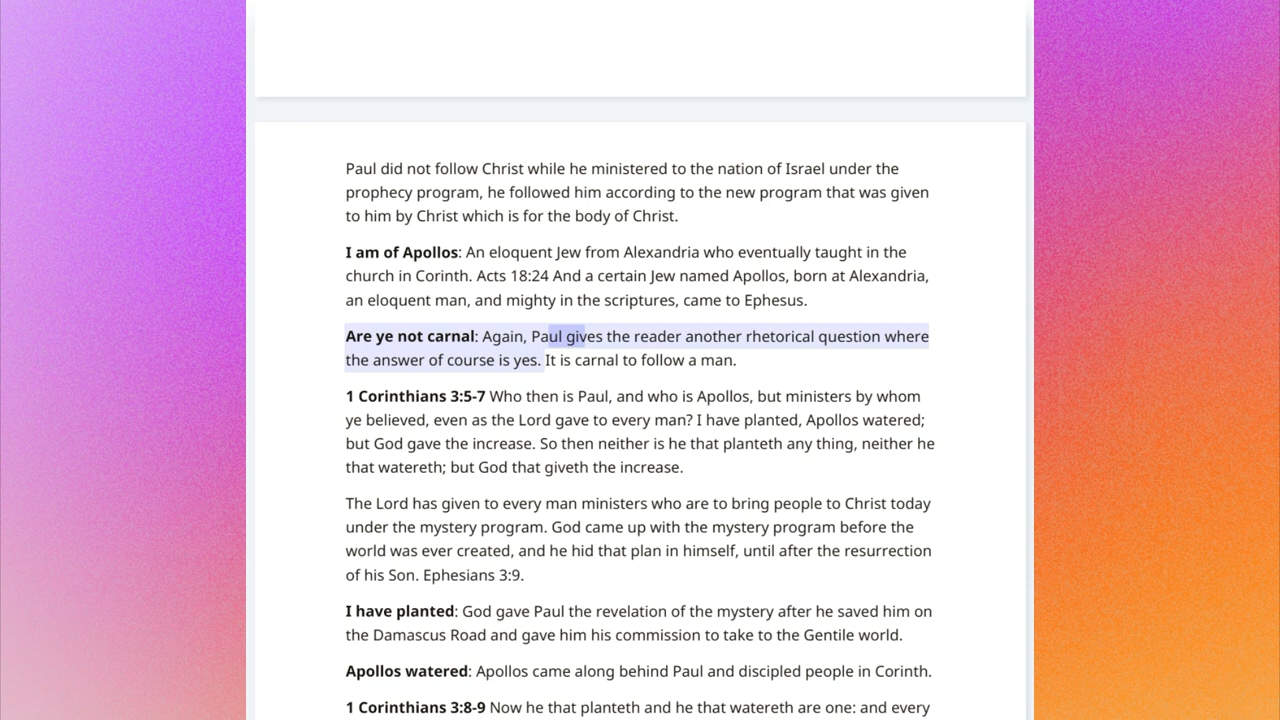 Paul did not follow Christ while he ministered to the nation of Israel under the
prophecy program, he followed him according to the new program that was given
to him by Christ which is for the body of Christ.
I am of Apollos: An eloquent Jew from Alexandria who eventually taught in the
church in Corinth. Acts 18:24 And a certain Jew named Apollos, born at Alexandria,
an eloquent man, and mighty in the scriptures, came to Ephesus.
Are ye not carnal: Again, Paul gives the reader another rhetorical question where
the answer of course is yes. It is carnal to follow a man.
1 Corinthians 3:5-7 Who then is Paul, and who is Apollos, but ministers by whom
ye believed, even as the Lord gave to every man? I have planted, Apollos watered;
but God gave the increase. So then neither is he that planteth any thing, neither he
that watereth; but God that giveth the increase.
The Lord has given to every man ministers who are to bring people to Christ today
under the mystery program. God came up with the mystery program before the
world was ever created, and he hid that plan in himself, until after the resurrection
of his Son. Ephesians 3:9.
I have planted: God gave Paul the revelation of the mystery after he saved him on
the Damascus Road and gave him his commission to take to the Gentile world.
Apollos watered: Apollos came along behind Paul and discipled people in Corinth.
1 Corinthians 3:8-9 Now he that planteth and he that watereth are one: and every